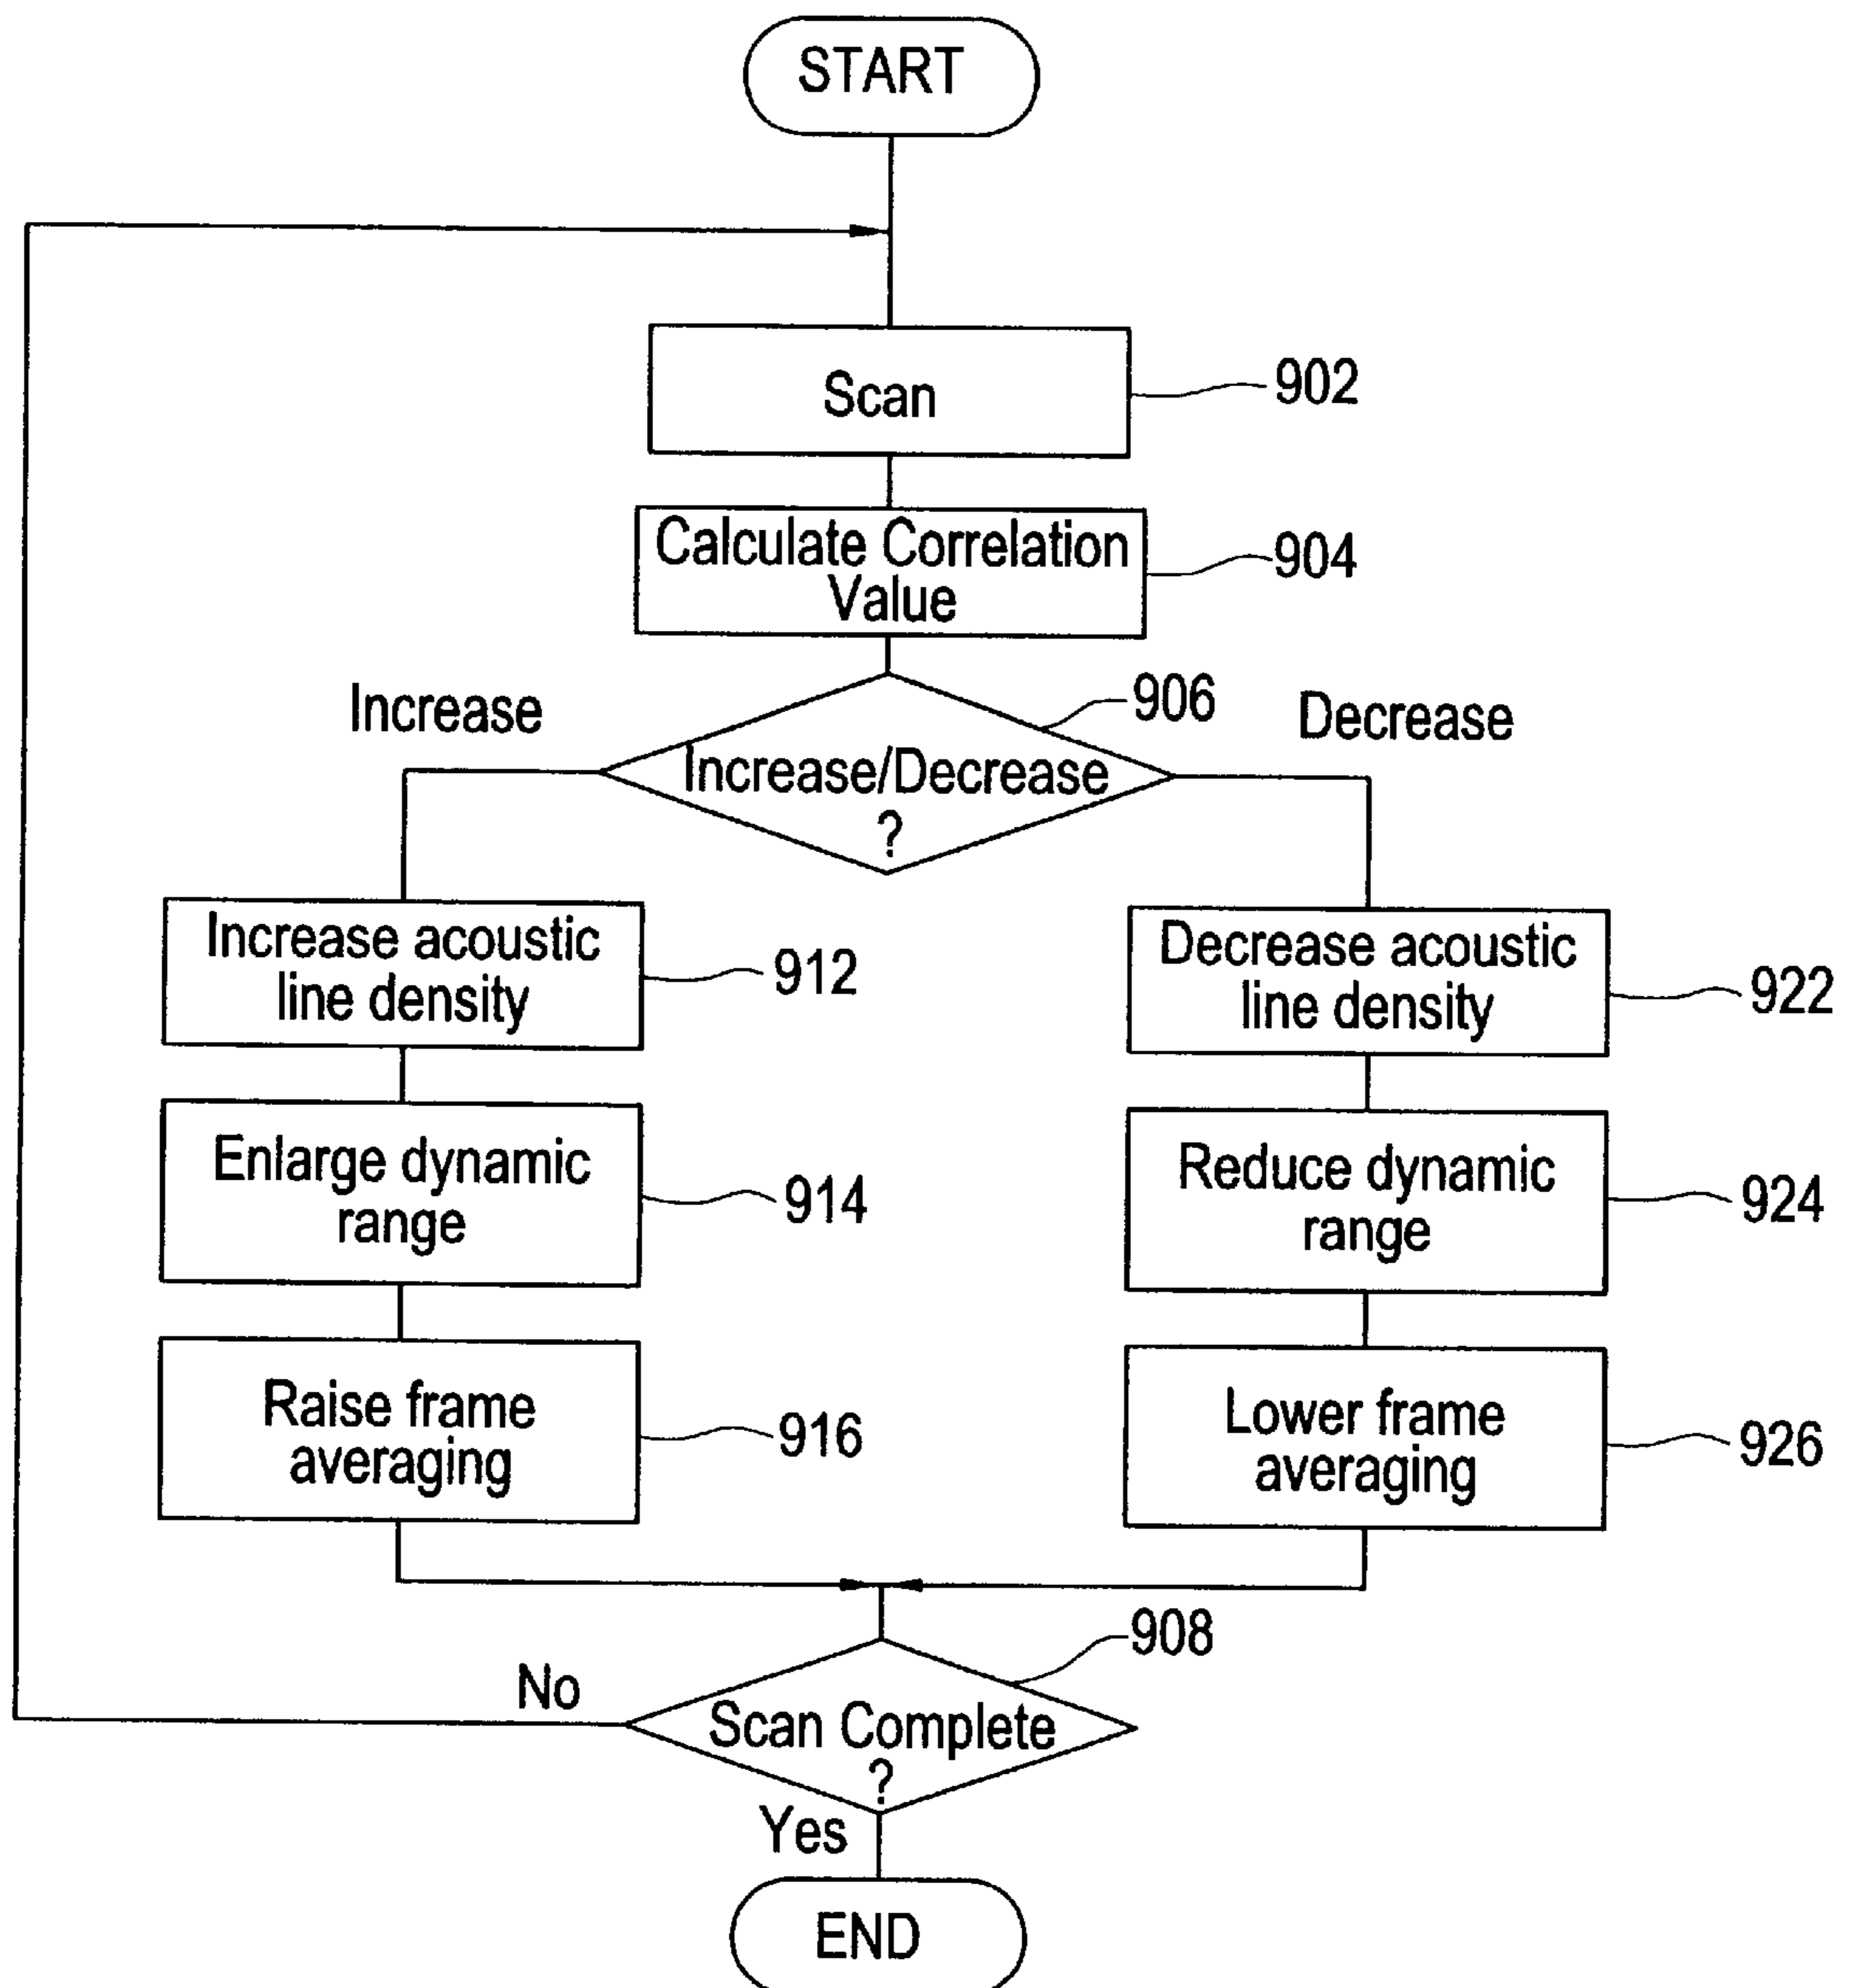 START
Scan
902
Calculate Correlation
Value
904
906
Increase
Decrease
Increase/Decrease
?
Increase acoustic
line density
912
Enlarge dynamic
range
914
Raise frame
averaging
916
Decrease acoustic
line density
922
Reduce dynamic
range
924
Lower frame
averaging
926
908
No
Scan Complete
?
Yes
END